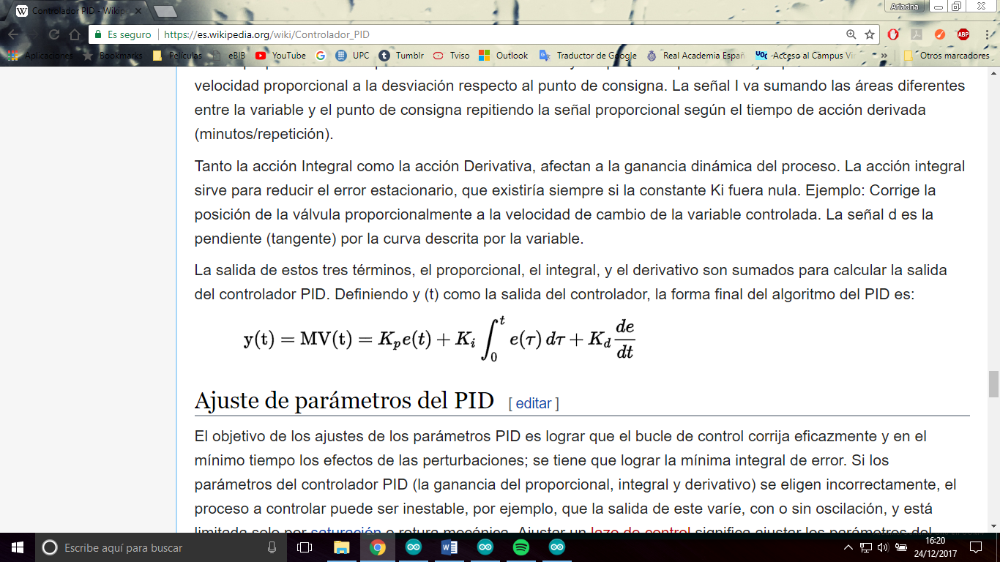 Controlador PID - Wikip
Ariadna
Es seguro https://es.wikipedia.org/wiki/Controlador_PID
Aplicaciones Bookmarks Películas eBIB YouTube UPC Tumblr Tviso Outlook Traductor de Google Real Academia Españ Acceso al Campus Vir » Otros marcadores
velocidad proporcional a la desviación respecto al punto de consigna. La señal I va sumando las áreas diferentes
entre la variable y el punto de consigna repitiendo la señal proporcional según el tiempo de acción derivada
(minutos/repetición).
Tanto la acción Integral como la acción Derivativa, afectan a la ganancia dinámica del proceso. La acción integral
sirve para reducir el error estacionario, que existiría siempre si la constante Ki fuera nula. Ejemplo: Corrige la
posición de la válvula proporcionalmente a la velocidad de cambio de la variable controlada. La señal d es la
pendiente (tangente) por la curva descrita por la variable.
La salida de estos tres términos, el proporcional, el integral, y el derivativo son sumados para calcular la salida
del controlador PID. Definiendo y (t) como la salida del controlador, la forma final del algoritmo del PID es:
y(t) = MV(t) = K_p e(t) + K_i ∫_0^t e(τ) dτ + K_d de/dt
Ajuste de parámetros del PID [ editar ]
El objetivo de los ajustes de los parámetros PID es lograr que el bucle de control corrija eficazmente y en el
mínimo tiempo los efectos de las perturbaciones; se tiene que lograr la mínima integral de error. Si los
parámetros del controlador PID (la ganancia del proporcional, integral y derivativo) se eligen incorrectamente, el
proceso a controlar puede ser inestable, por ejemplo, que la salida de este varíe, con o sin oscilación, y está
limitada solo por saturación o rotura mecánica. Ajustar un lazo de control significa ajustar los parámetros del
Escribe aquí para buscar
16:20
24/12/2017